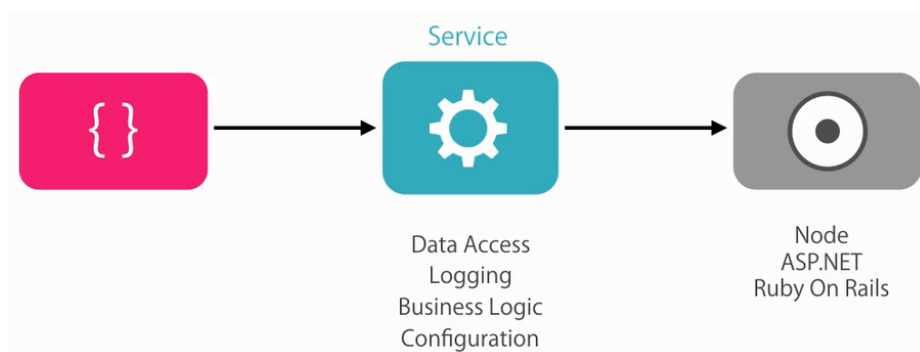 Service
{ }
Data Access
Logging
Business Logic
Configuration
Node
ASP.NET
Ruby On Rails